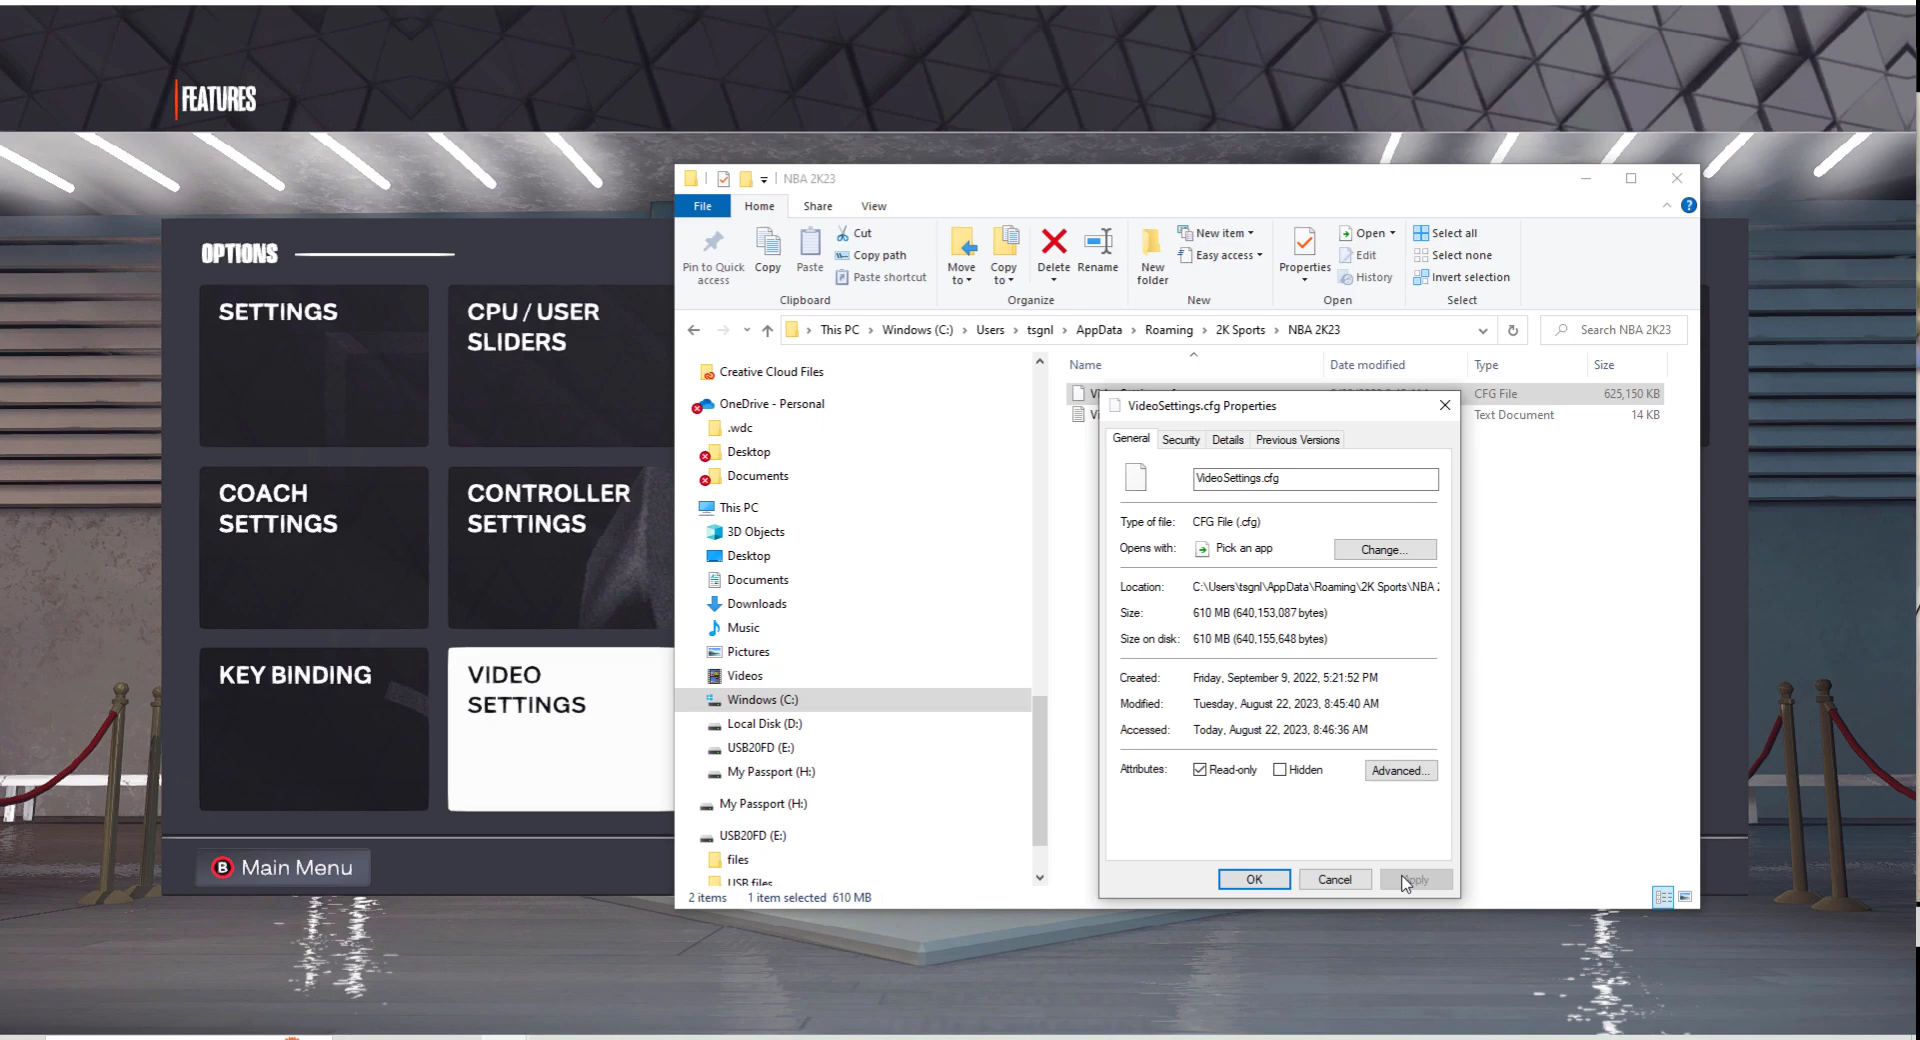 FEATURES
OPTIONS
SETTINGS
CPU / USER
SLIDERS
COACH
SETTINGS
CONTROLLER
SETTINGS
KEY BINDING
VIDEO
SETTINGS
B Main Menu
NBA 2K23
File
Home
Share
View
Pin to Quick
access
Copy
Paste
Cut
Copy path
Paste shortcut
Clipboard
Move
to
Copy
to
Delete
Rename
Organize
New
folder
New item
Easy access
New
Properties
Open
Edit
History
Open
Select all
Select none
Invert selection
Select
This PC › Windows (C:) › Users › tsgnl › AppData › Roaming › 2K Sports › NBA 2K23
Search NBA 2K23
Creative Cloud Files
OneDrive - Personal
.wdc
Desktop
Documents
This PC
3D Objects
Desktop
Documents
Downloads
Music
Pictures
Videos
Windows (C:)
Local Disk (D:)
USB20FD (E:)
My Passport (H:)
My Passport (H:)
USB20FD (E:)
files
USB files
2 items 1 item selected 610 MB
Name Date modified Type Size
CFG File 625,150 KB
Text Document 14 KB
VideoSettings.cfg Properties
General Security Details Previous Versions
VideoSettings.cfg
Type of file: CFG File (.cfg)
Opens with: Pick an app Change...
Location: C:\Users\tsgnl\AppData\Roaming\2K Sports\NBA
Size: 610 MB (640,153,087 bytes)
Size on disk: 610 MB (640,155,648 bytes)
Created: Friday, September 9, 2022, 5:21:52 PM
Modified: Tuesday, August 22, 2023, 8:45:40 AM
Accessed: Today, August 22, 2023, 8:46:36 AM
Attributes: Read-only Hidden Advanced...
OK Cancel